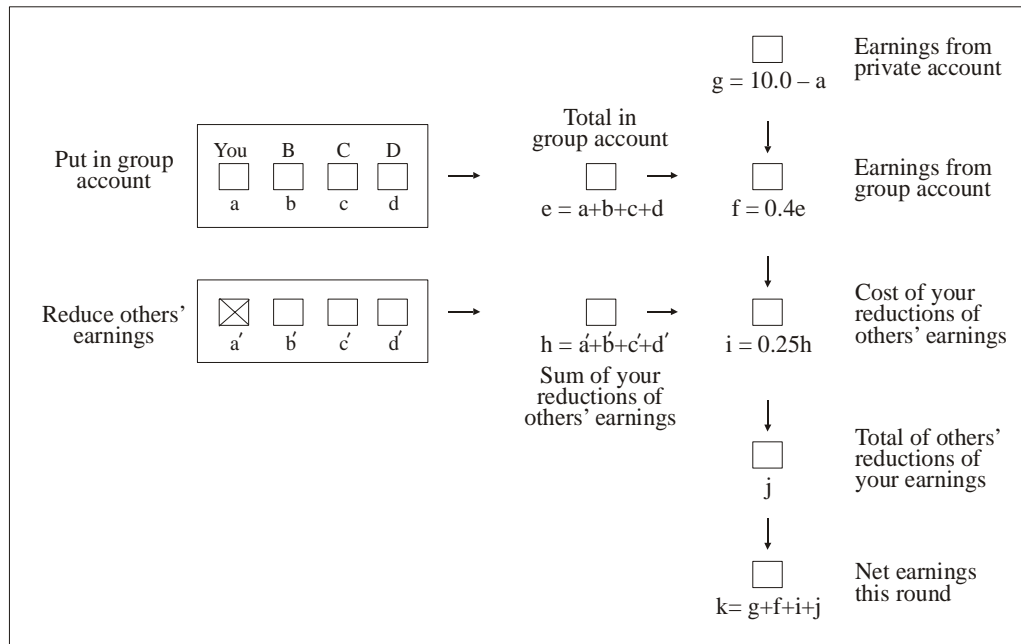 Earnings from
private account
g = 10.0 – a
Total in
group account
Put in group
account
You B C D
a b c d
e = a+b+c+d
f = 0.4e
Earnings from
group account
Reduce others’
earnings
a′ b′ c′ d′
h = a′+b′+c′+d′
Sum of your
reductions of
others’ earnings
i = 0.25h
Cost of your
reductions of
others’ earnings
j
Total of others’
reductions of
your earnings
k= g+f+i+j
Net earnings
this round